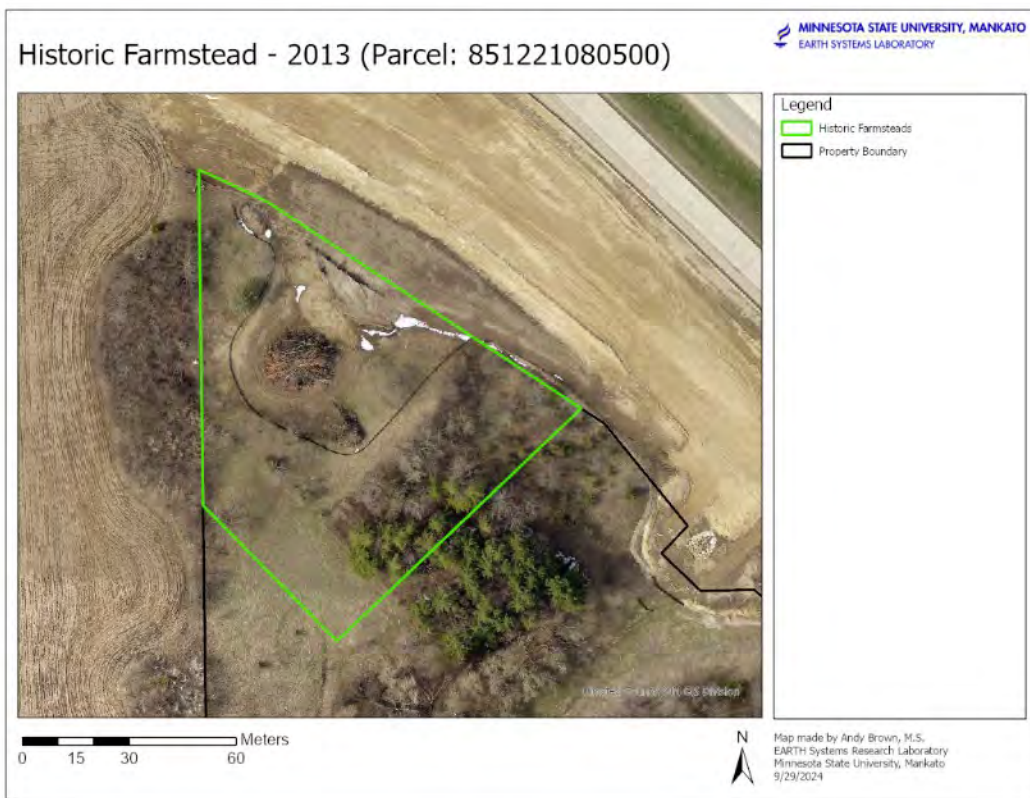 Historic Farmstead - 2013 (Parcel: 851221080500)
MINNESOTA STATE UNIVERSITY, MANKATO
EARTH SYSTEMS LABORATORY
Legend
Historic Farmsteads
Property Boundary
GIS Division
Meters
0 15 30 60
N
Map made by Andy Brown, M.S.
EARTH Systems Research Laboratory
Minnesota State University, Mankato
9/29/2024